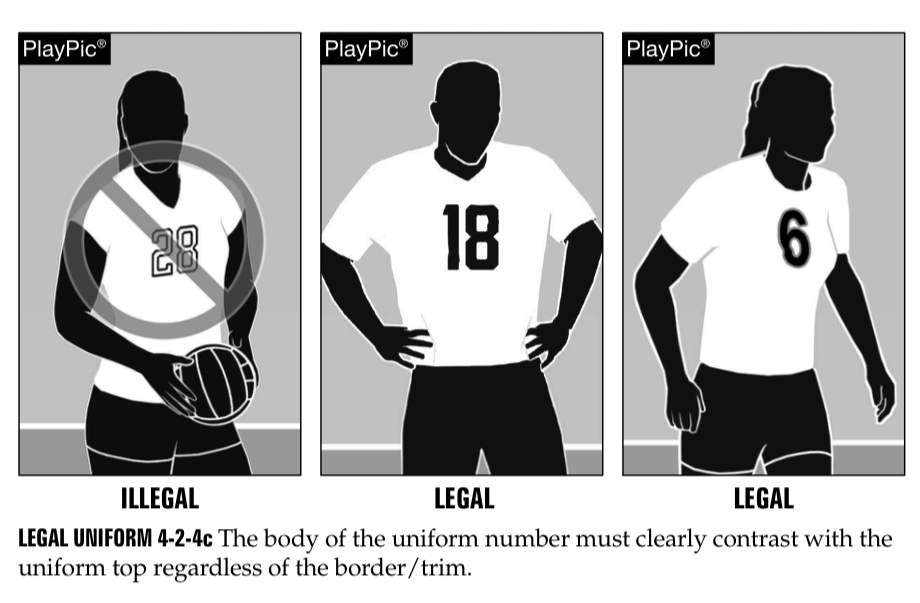 PlayPic®
PlayPic®
PlayPic®
28
18
6
ILLEGAL
LEGAL
LEGAL
LEGAL UNIFORM 4-2-4c The body of the uniform number must clearly contrast with the
uniform top regardless of the border/trim.